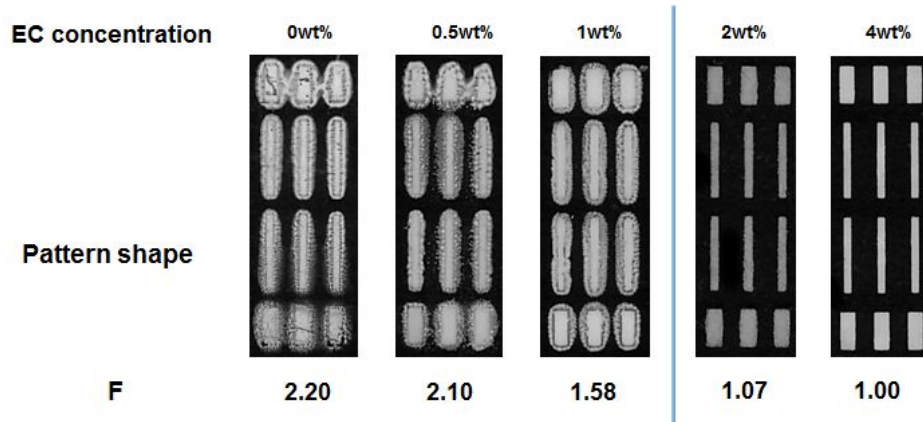 EC concentration 0wt% 0.5wt% 1wt% 2wt% 4wt%
Pattern shape
F 2.20 2.10 1.58 1.07 1.00